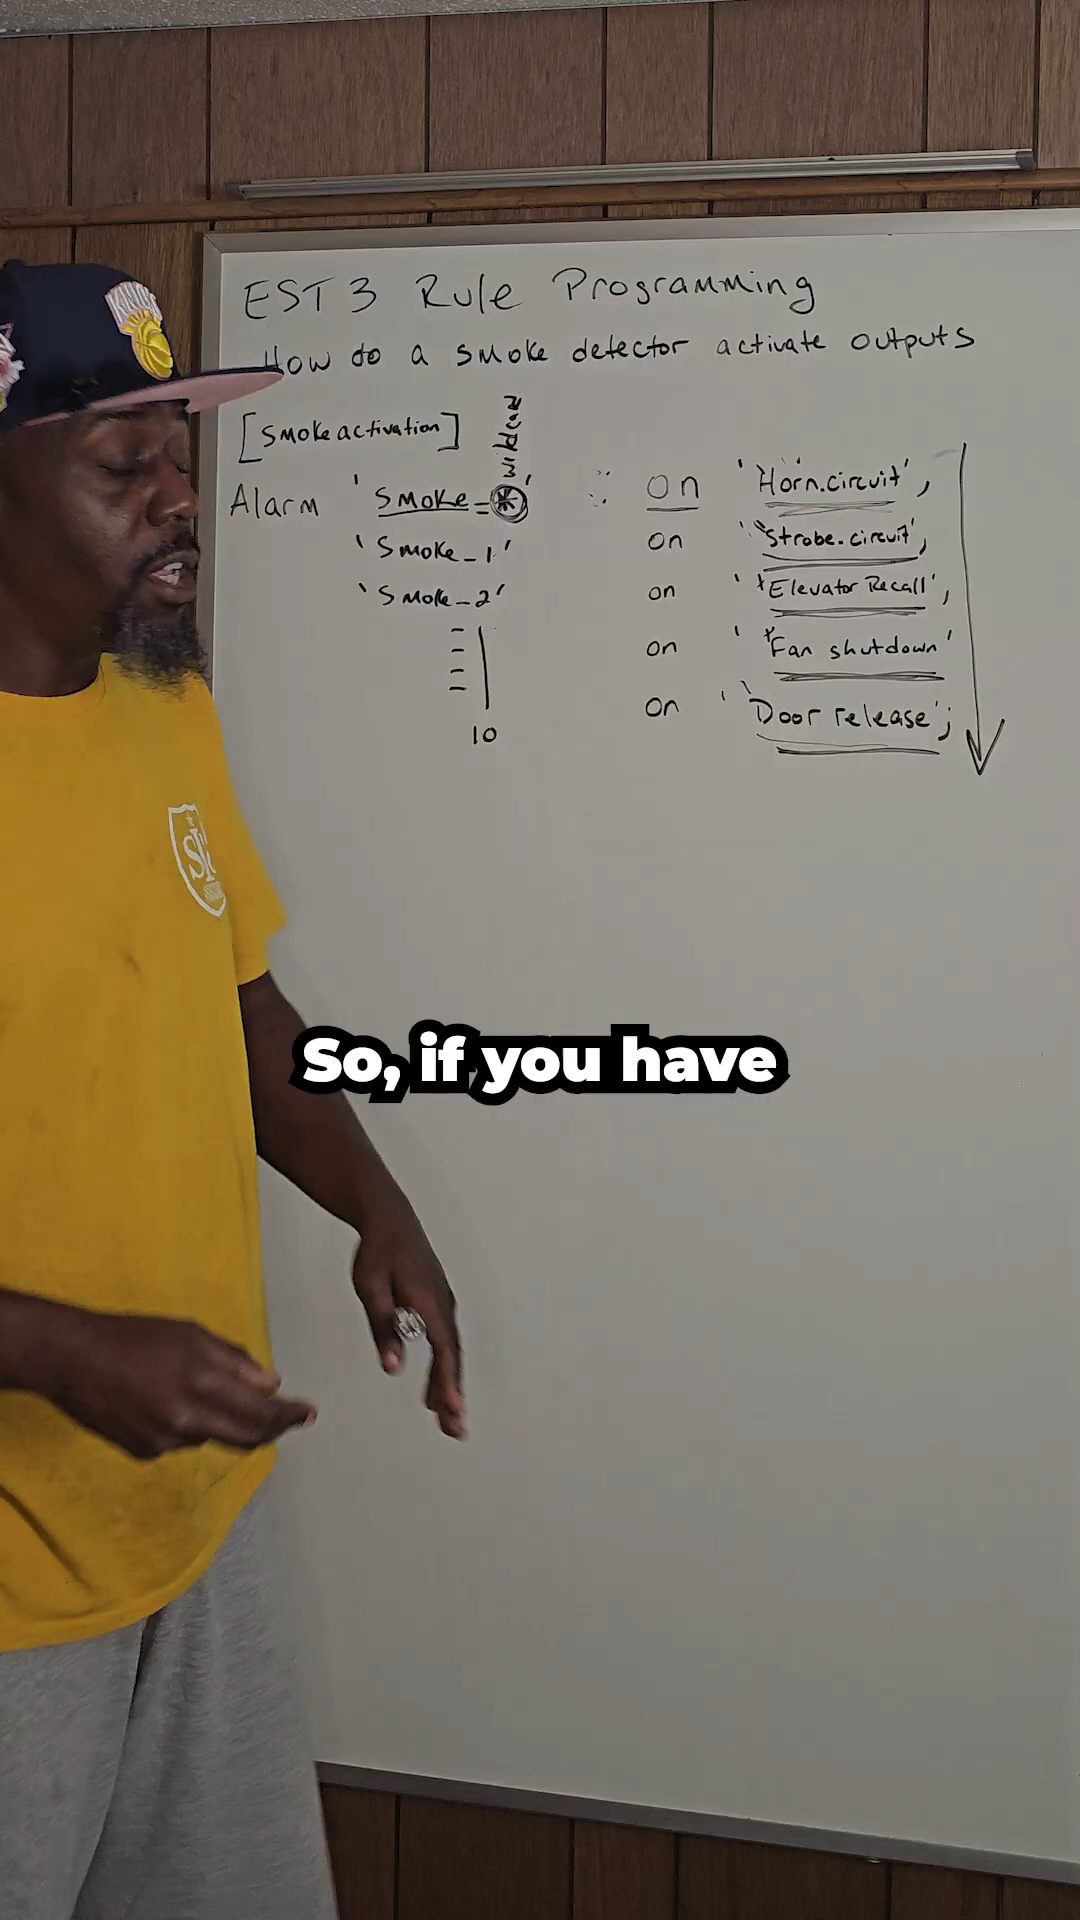 EST 3 Rule Programming
How do a smoke detector activate outputs
[Smoke activation]
wildcard
Alarm 'Smoke_*' :: on 'Horn.circuit',
'Smoke_1' on 'Strobe.circuit',
'Smoke_2' on 'Elevator Recall',
on 'Fan shutdown'
10
on 'Door release';
So, if you have